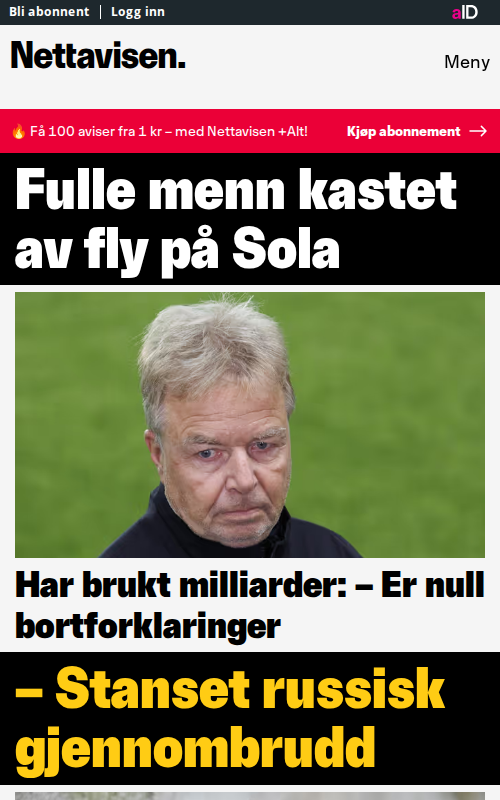 Bli abonnent | Logg inn
aID
Nettavisen.
Meny
🔥 Få 100 aviser fra 1 kr – med Nettavisen +Alt!
Kjøp abonnement →
Fulle menn kastet
av fly på Sola
Har brukt milliarder: – Er null
bortforklaringer
– Stanset russisk
gjennombrudd